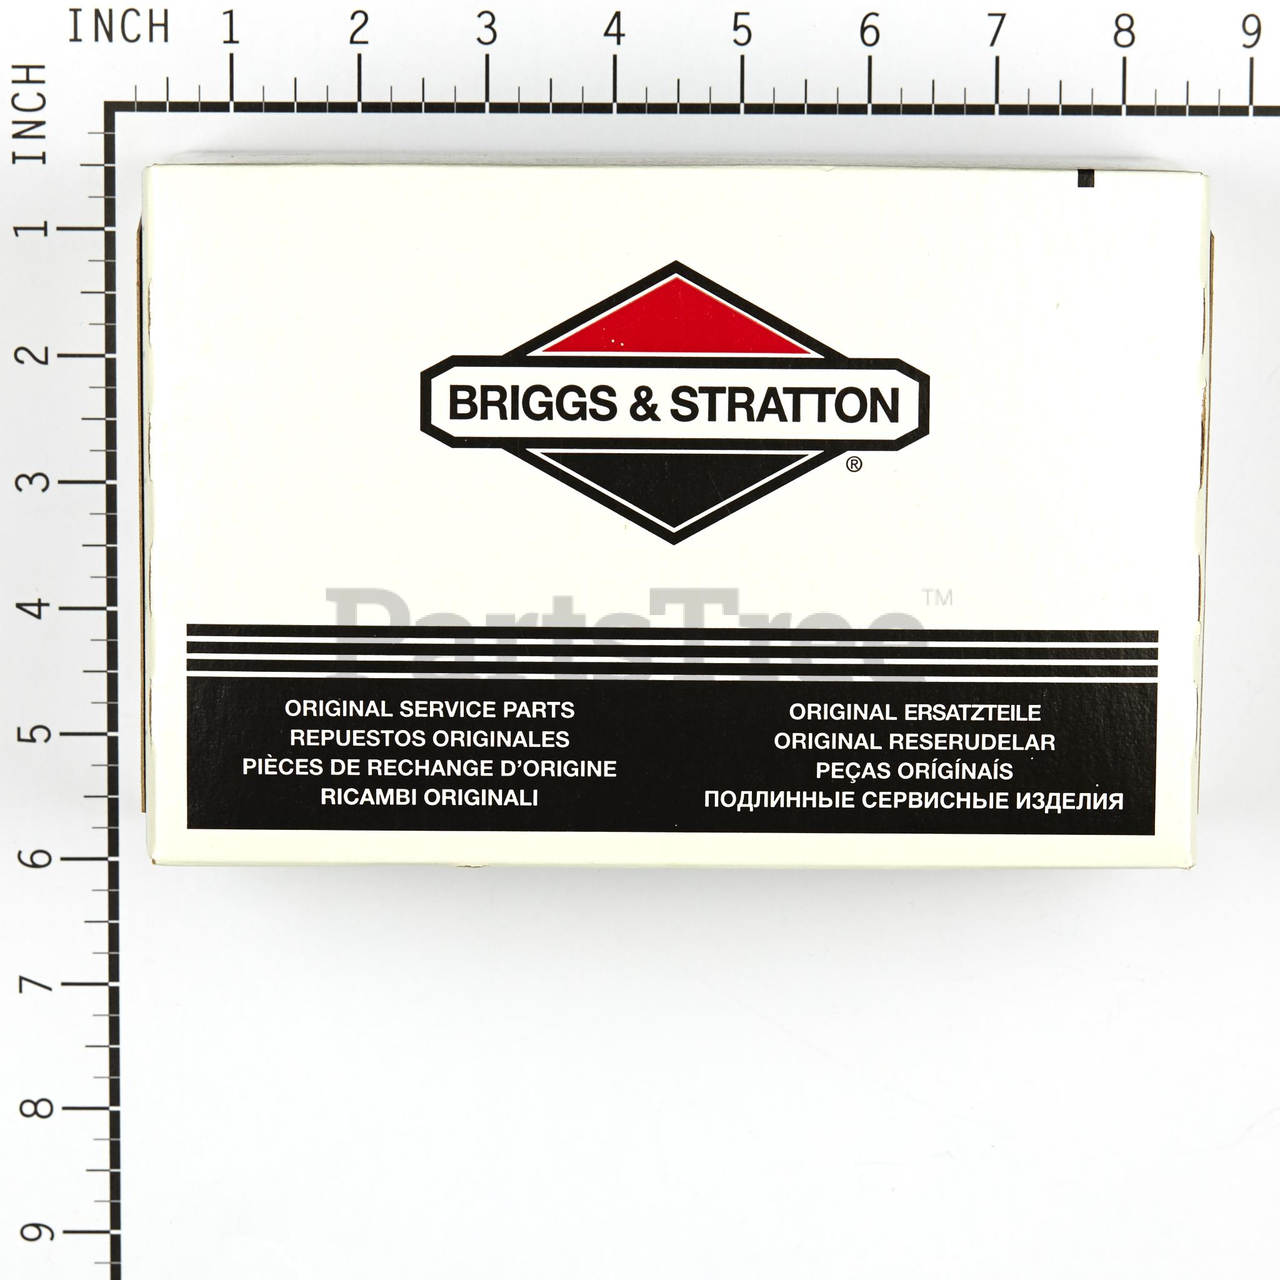 INCH 1 2 3 4 5 6 7 8 9
INCH
1
2
3
4
5
6
7
8
9
BRIGGS & STRATTON
®
PartsTree™
ORIGINAL SERVICE PARTS
REPUESTOS ORIGINALES
PIÈCES DE RECHANGE D'ORIGINE
RICAMBI ORIGINALI
ORIGINAL ERSATZTEILE
ORIGINAL RESERUDELAR
PEÇAS ORÍGÍNAÍS
ПОДЛИННЫЕ СЕРВИСНЫЕ ИЗДЕЛИЯ